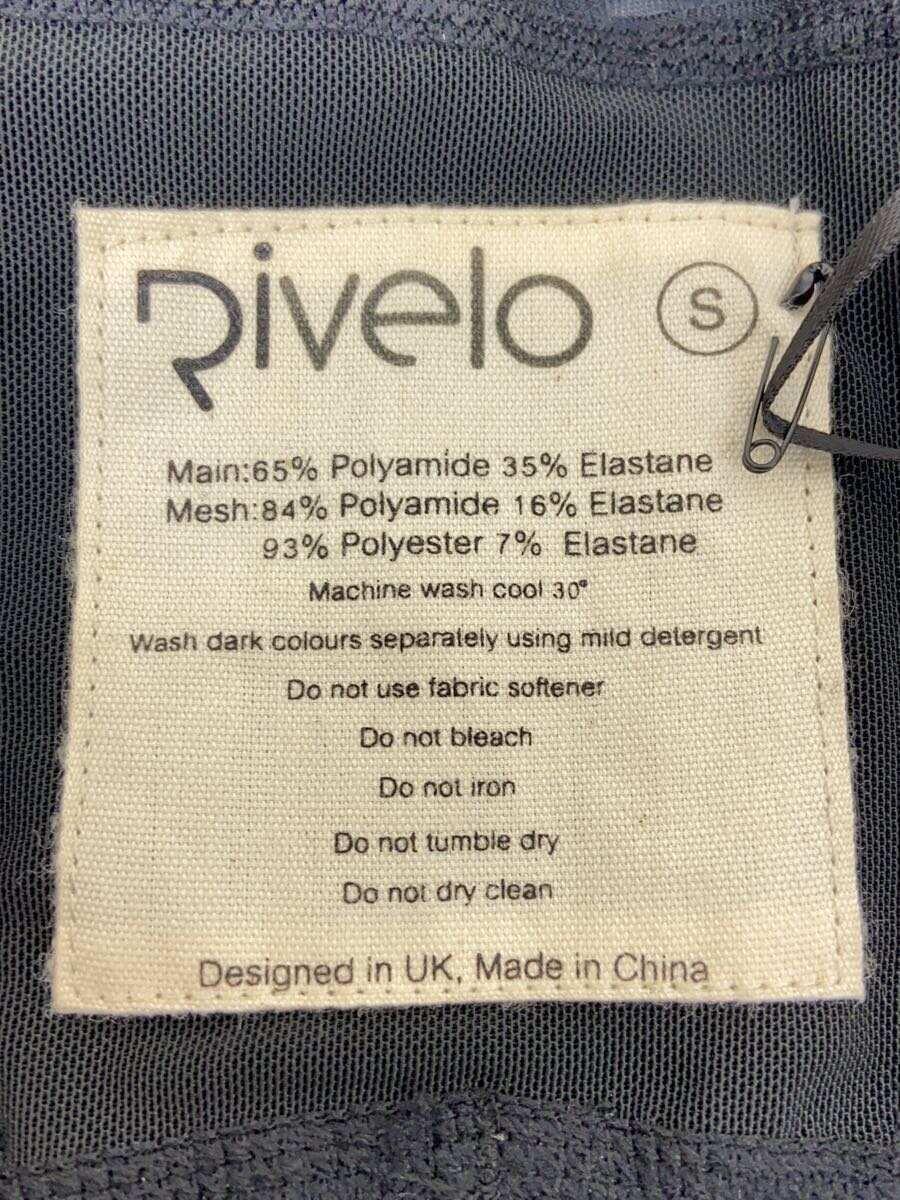 Rivelo S
Main:65% Polyamide 35% Elastane
Mesh:84% Polyamide 16% Elastane
93% Polyester 7% Elastane
Machine wash cool 30°
Wash dark colours separately using mild detergent
Do not use fabric softener
Do not bleach
Do not iron
Do not tumble dry
Do not dry clean
Designed in UK, Made in China